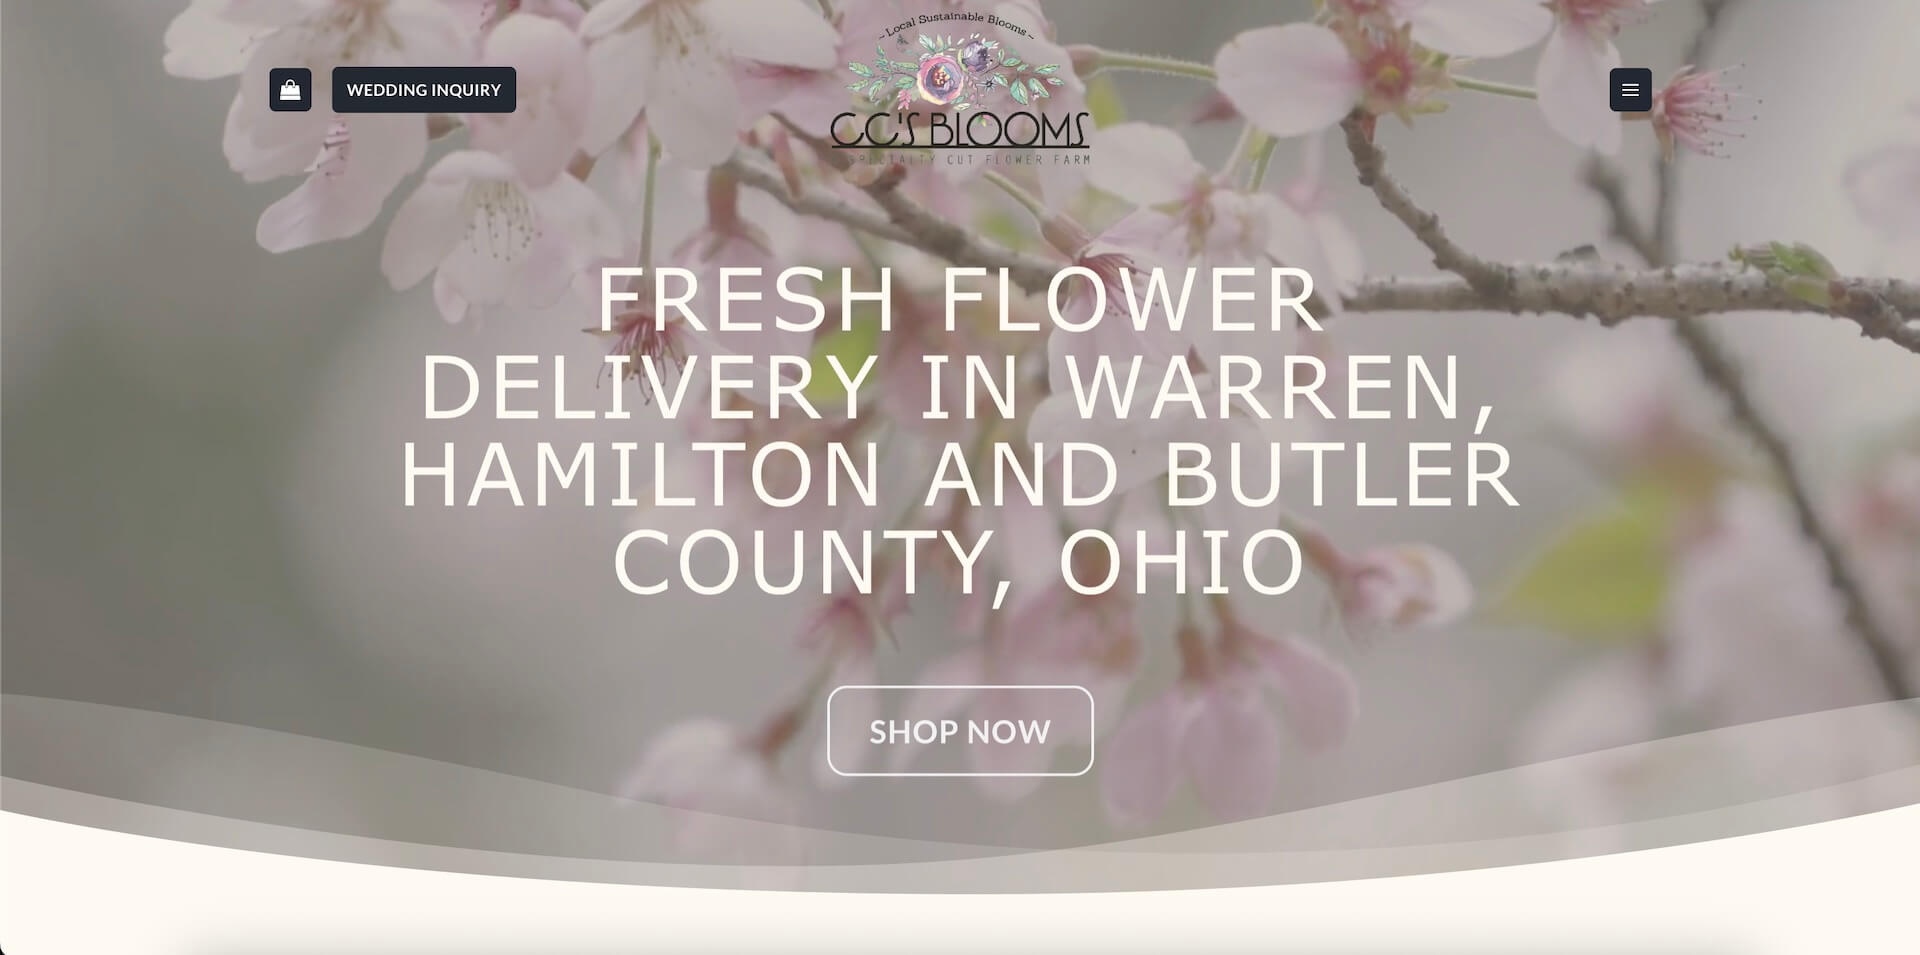 ~ Local Sustainable Blooms ~
WEDDING INQUIRY
CC'S BLOOMS
SPECIALTY CUT FLOWER FARM
FRESH FLOWER
DELIVERY IN WARREN,
HAMILTON AND BUTLER
COUNTY, OHIO
SHOP NOW